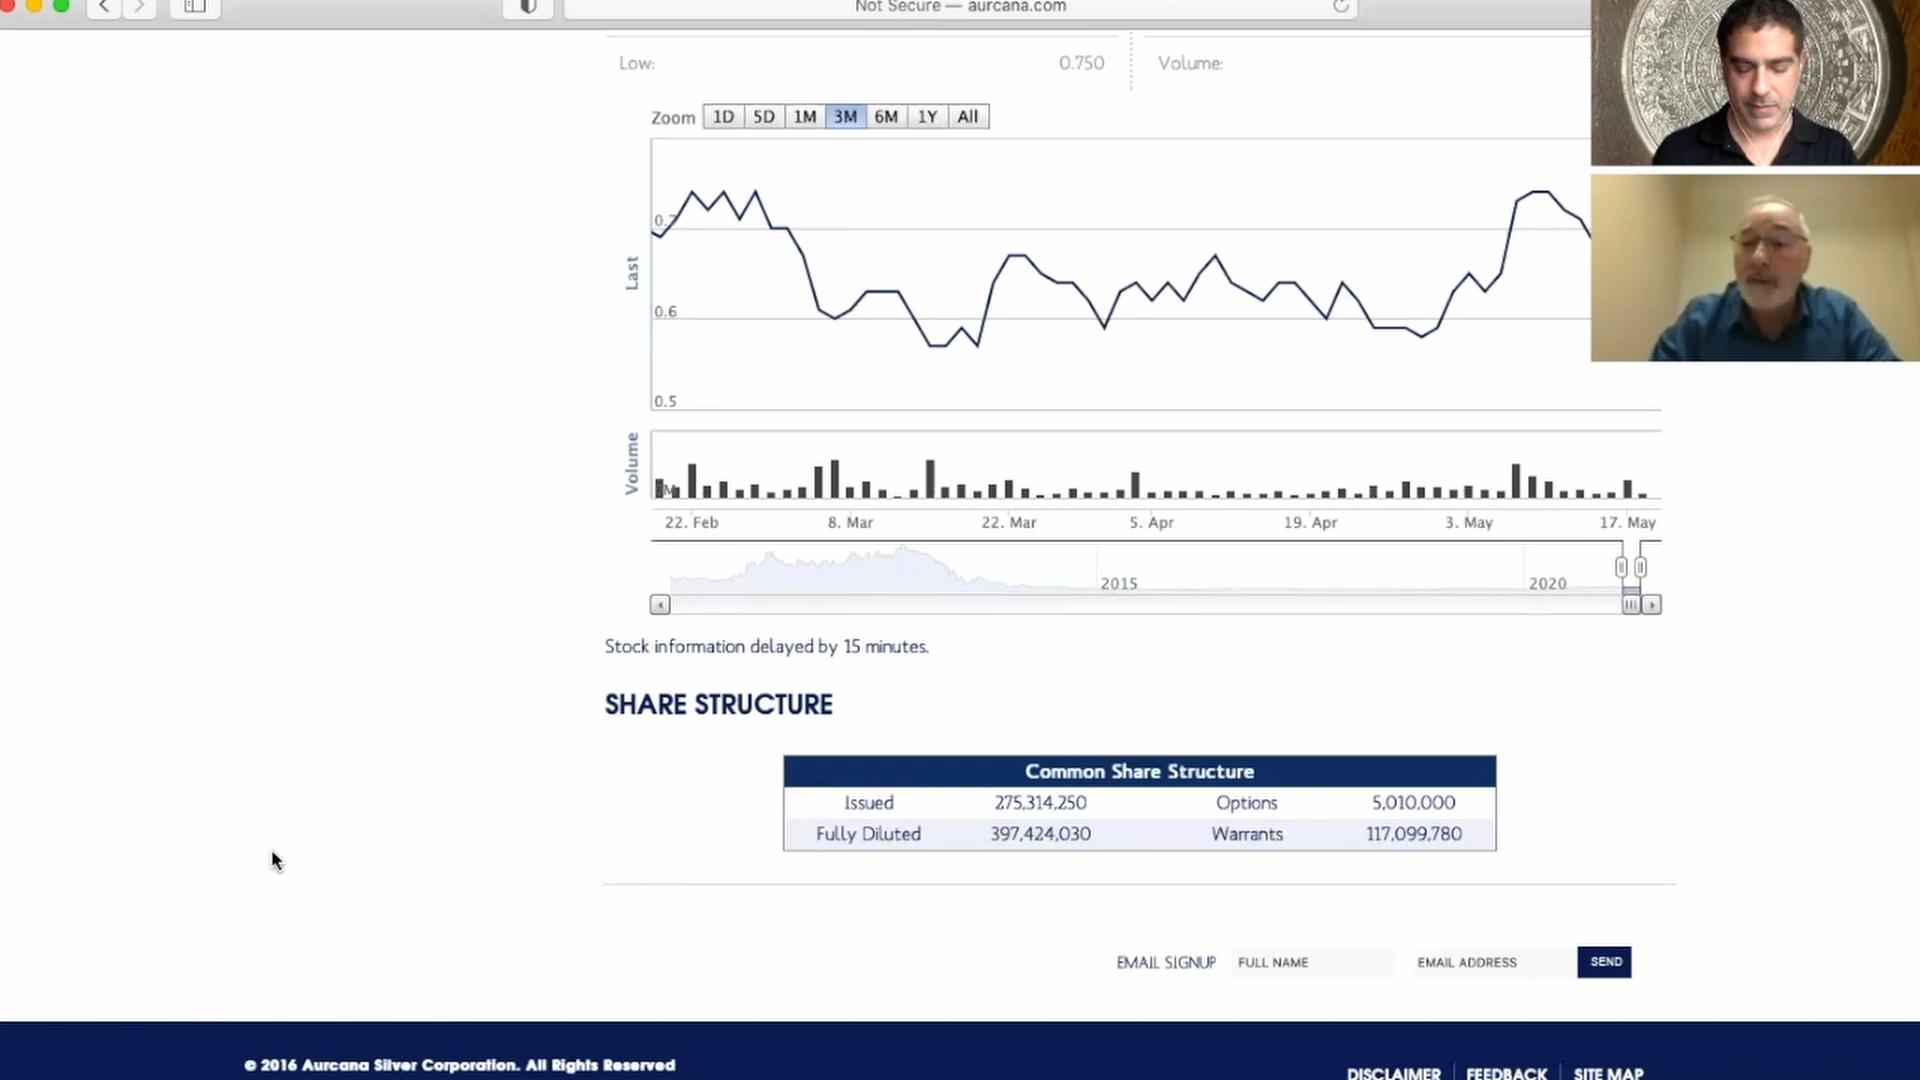 Not Secure — aurcana.com
Low: 0.750 Volume:
Zoom 1D 5D 1M 3M 6M 1Y All
0.7
Last
0.6
0.5
Volume
22. Feb 8. Mar 22. Mar 5. Apr 19. Apr 3. May 17. May
2015 2020
Stock information delayed by 15 minutes.
SHARE STRUCTURE
Common Share Structure
Issued 275,314,250 Options 5,010,000
Fully Diluted 397,424,030 Warrants 117,099,780
EMAIL SIGNUP FULL NAME EMAIL ADDRESS SEND
© 2016 Aurcana Silver Corporation. All Rights Reserved
DISCLAIMER FEEDBACK SITE MAP